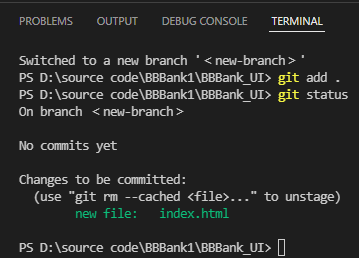 PROBLEMS OUTPUT DEBUG CONSOLE TERMINAL
Switched to a new branch '<new-branch>'
PS D:\source code\BBBank1\BBBank_UI> git add .
PS D:\source code\BBBank1\BBBank_UI> git status
On branch <new-branch>
No commits yet
Changes to be committed:
(use "git rm --cached <file>..." to unstage)
new file: index.html
PS D:\source code\BBBank1\BBBank_UI>